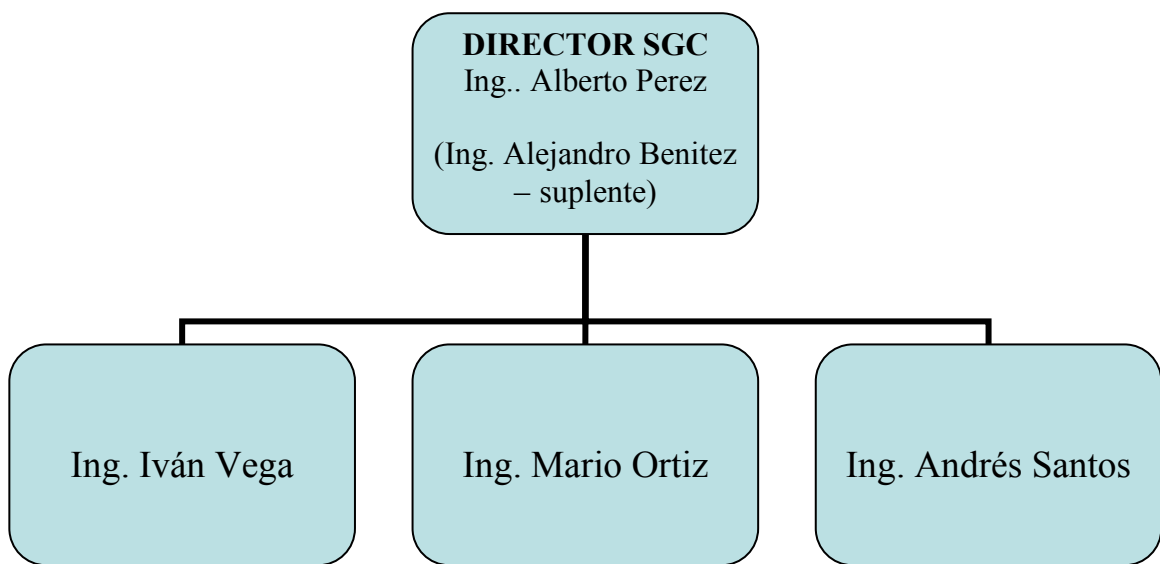 DIRECTOR SGC
Ing.. Alberto Perez
(Ing. Alejandro Benitez
– suplente)
Ing. Iván Vega
Ing. Mario Ortiz
Ing. Andrés Santos